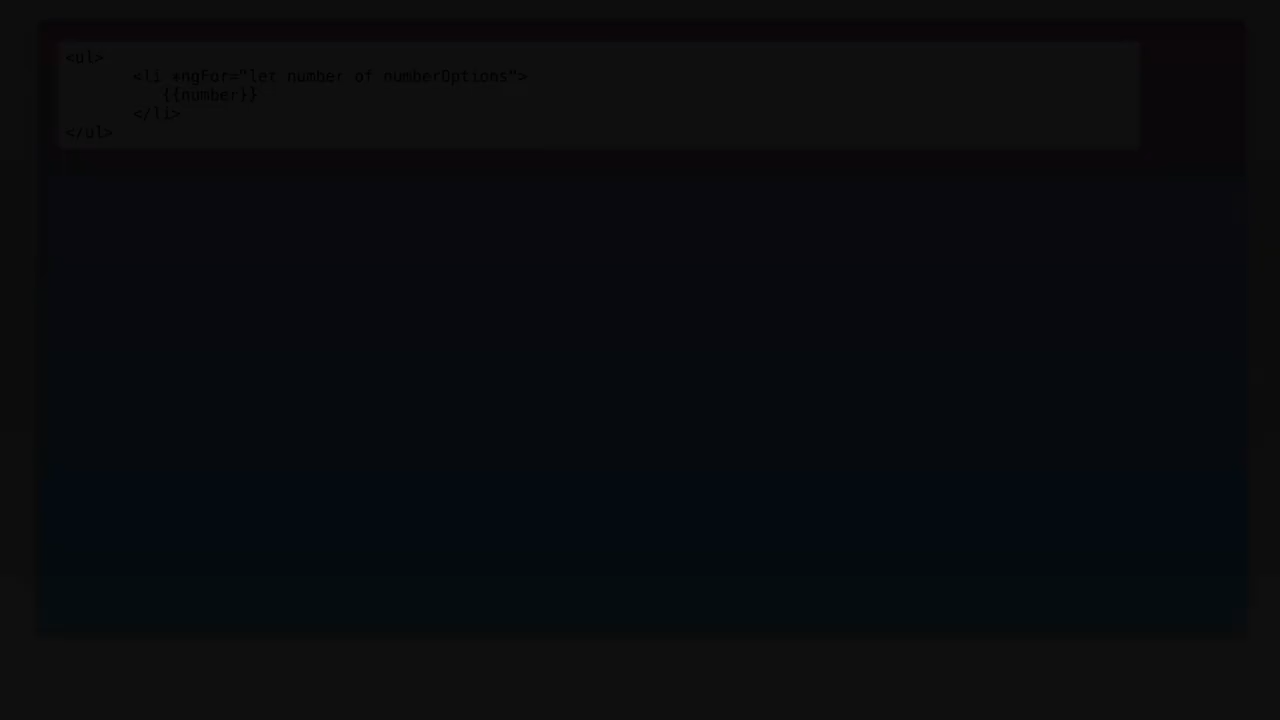 <ul>
<li *ngFor="let number of numberOptions">
{{number}}
</li>
</ul>